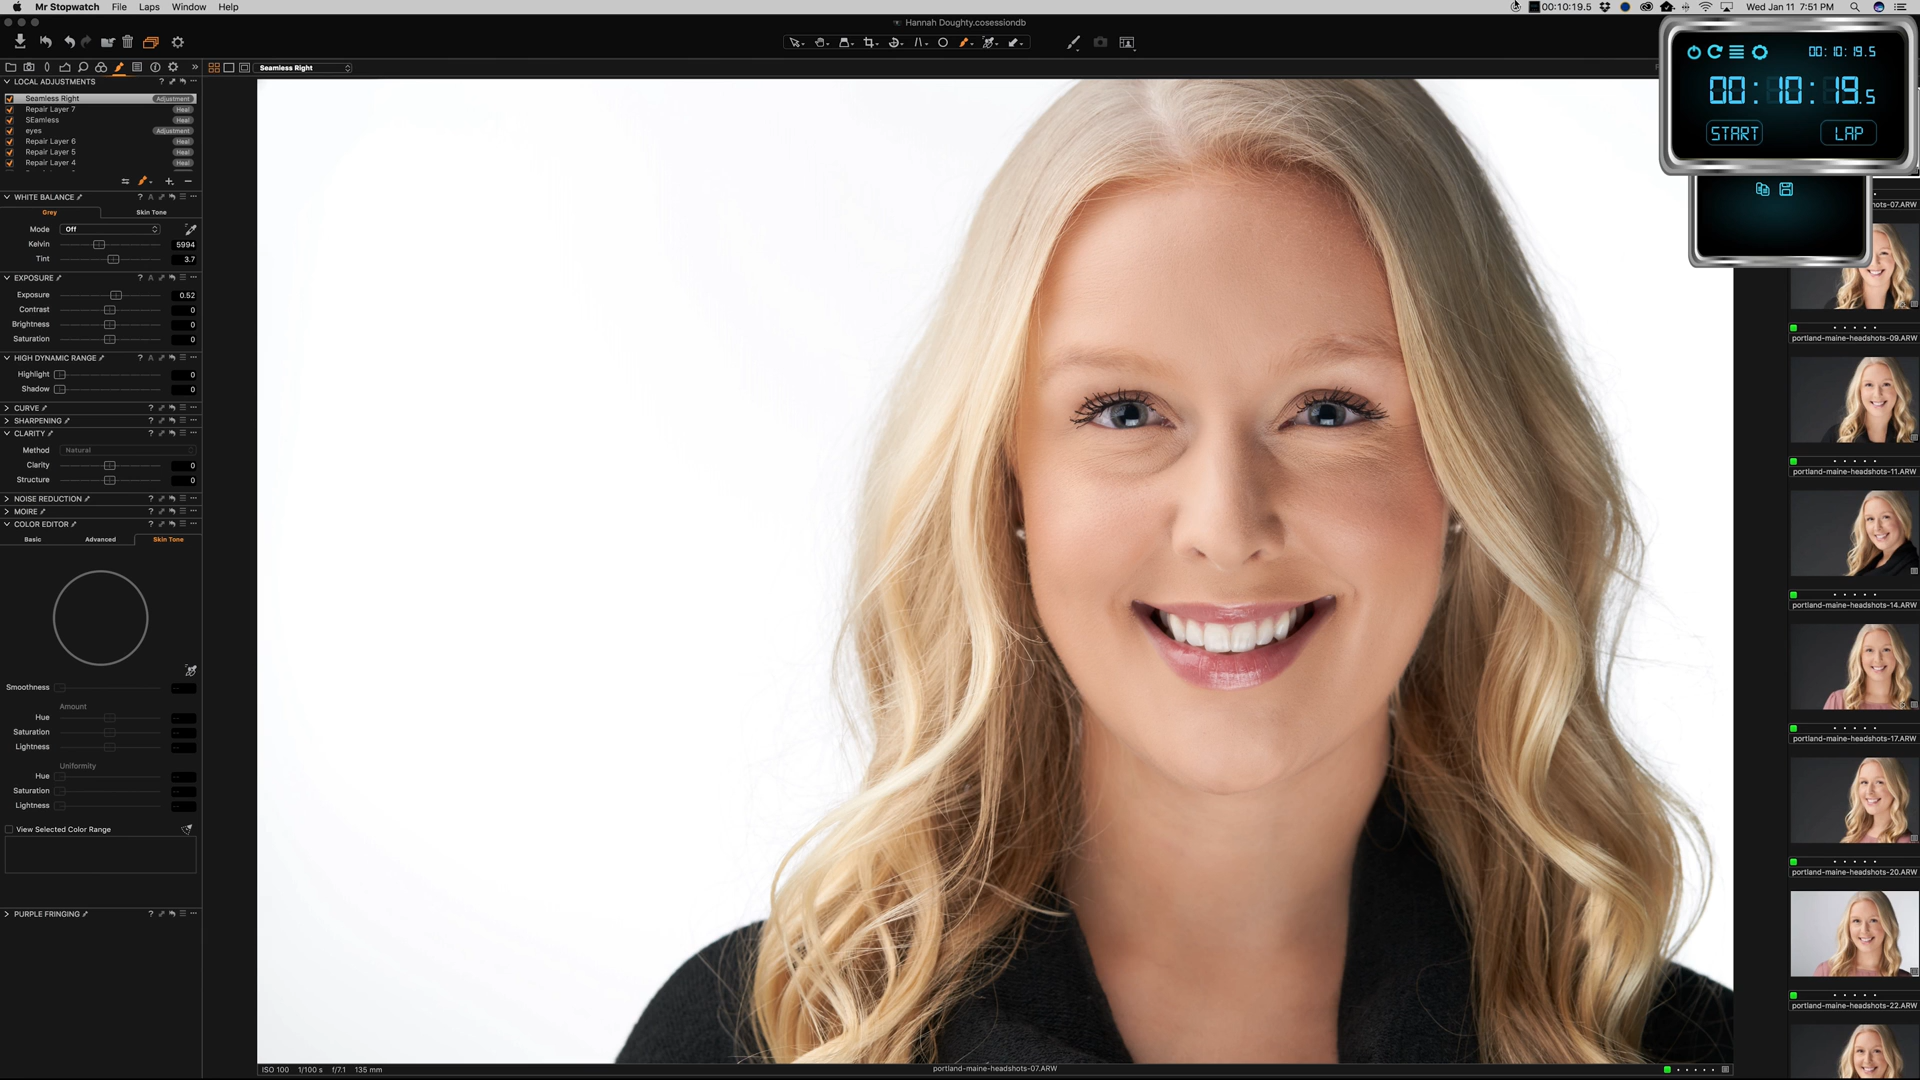 Mr Stopwatch File Laps Window Help
00:10:19.5
Wed Jan 11 7:51 PM
Hannah Doughty.cosessiondb
Seamless Right
LOCAL ADJUSTMENTS ?
Seamless Right Adjustment
Repair Layer 7 Heal
SEamless Heal
eyes Adjustment
Repair Layer 6 Heal
Repair Layer 5 Heal
Repair Layer 4 Heal
WHITE BALANCE ? A
Grey Skin Tone
Mode Off
Kelvin 5994
Tint 3.7
EXPOSURE ? A
Exposure 0.52
Contrast 0
Brightness 0
Saturation 0
HIGH DYNAMIC RANGE ? A
Highlight 0
Shadow 0
CURVE ?
SHARPENING ?
CLARITY ?
Method Natural
Clarity 0
Structure 0
NOISE REDUCTION ?
MOIRE ?
COLOR EDITOR ?
Basic Advanced Skin Tone
Smoothness
Amount
Hue
Saturation
Lightness
Uniformity
Hue
Saturation
Lightness
View Selected Color Range
PURPLE FRINGING ?
ISO 100 1/100 s f/7.1 135 mm
portland-maine-headshots-07.ARW
00:10:19.5
00:10:19.5
START LAP
ots-07.ARW
portland-maine-headshots-09.ARW
portland-maine-headshots-11.ARW
portland-maine-headshots-14.ARW
portland-maine-headshots-17.ARW
portland-maine-headshots-20.ARW
portland-maine-headshots-22.ARW